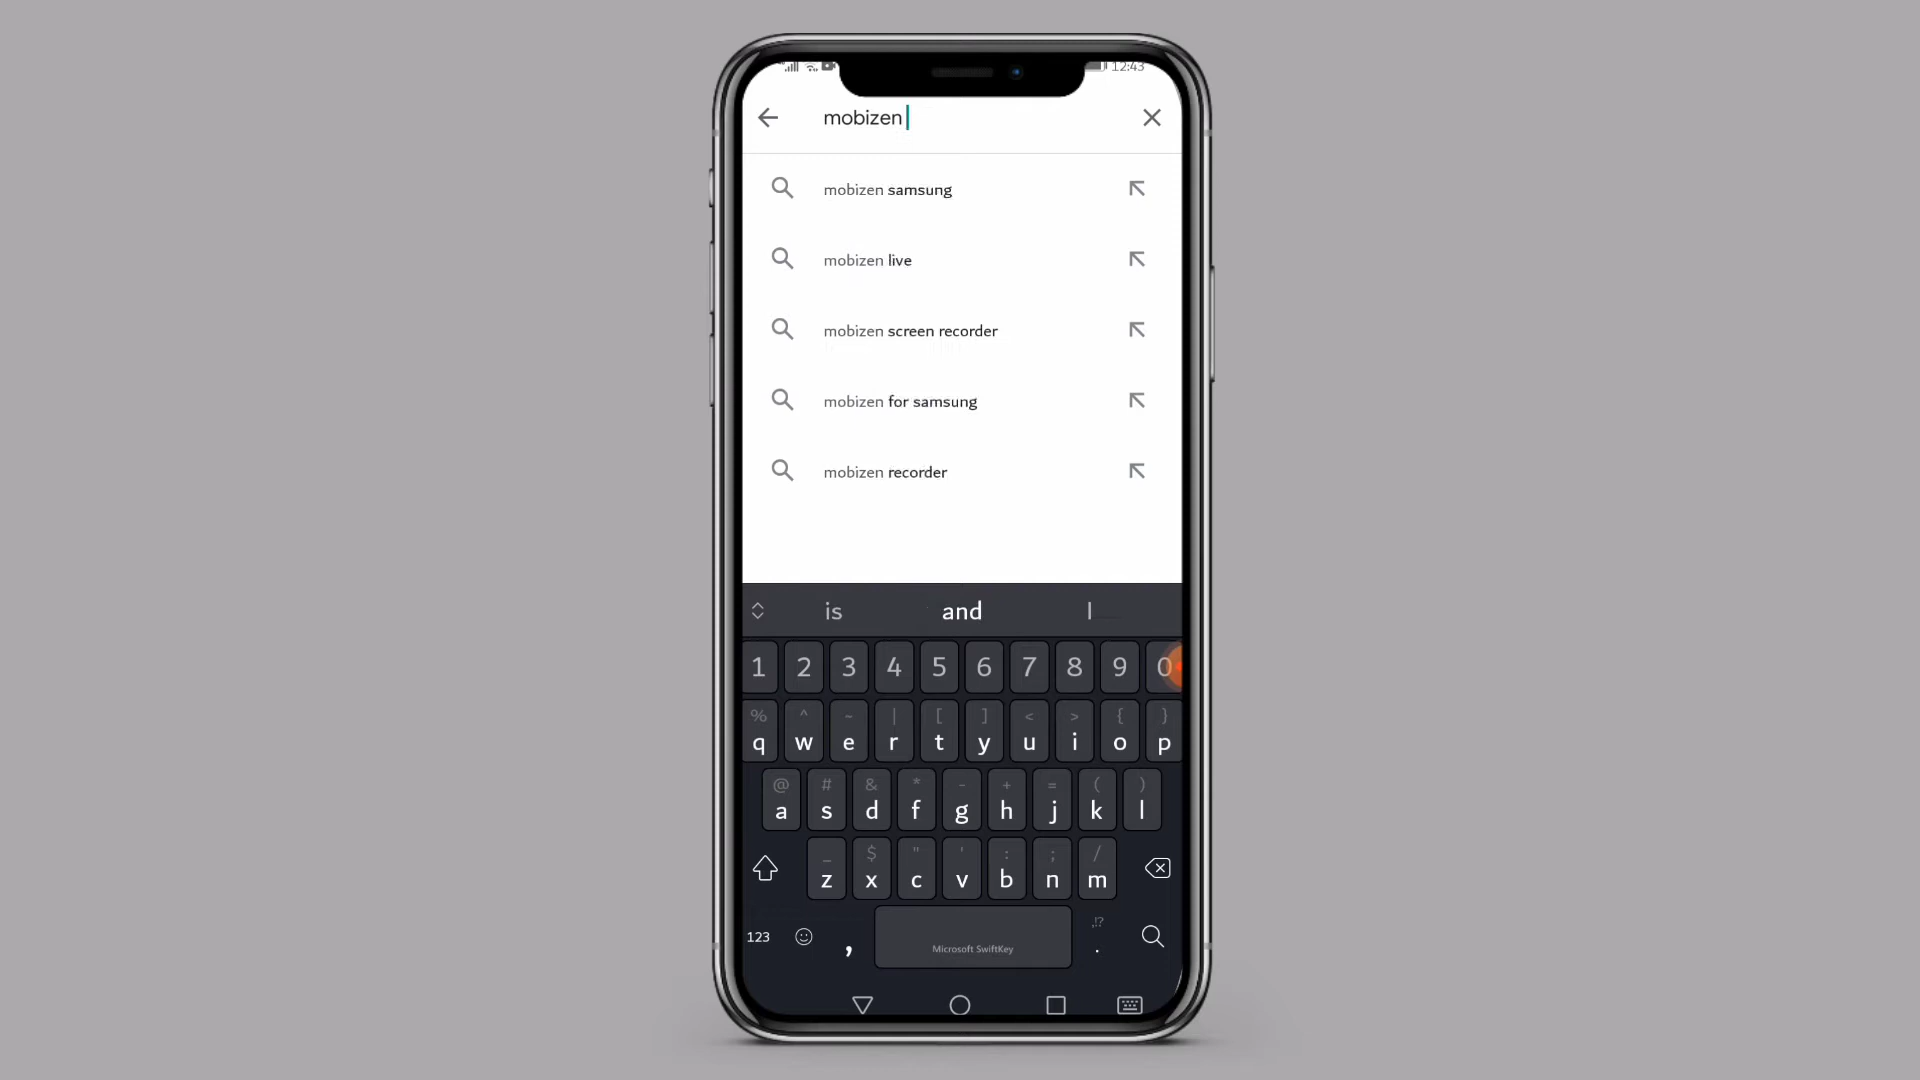 12:43
mobizen
mobizen samsung
mobizen live
mobizen screen recorder
mobizen for samsung
mobizen recorder
is and I
1 2 3 4 5 6 7 8 9 0
% ^ ~ | [ ] < > { }
q w e r t y u i o p
@ # & * - + = ( )
a s d f g h j k l
_ $ " ' : ; /
z x c v b n m
,!?
123 , Microsoft SwiftKey .